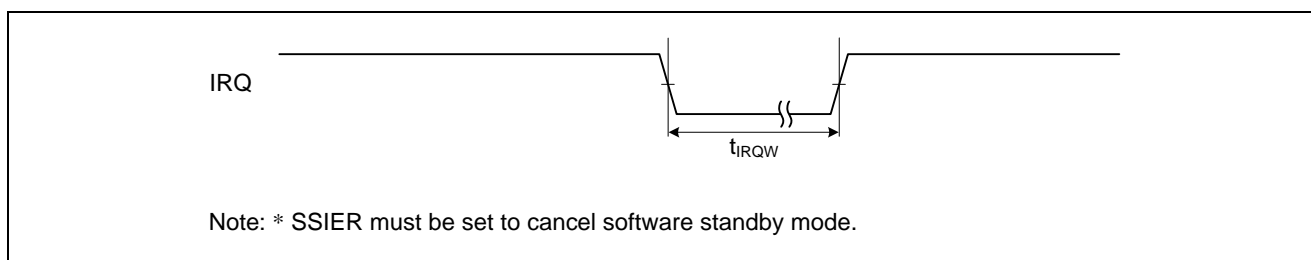 IRQ
tIRQW
Note: * SSIER must be set to cancel software standby mode.